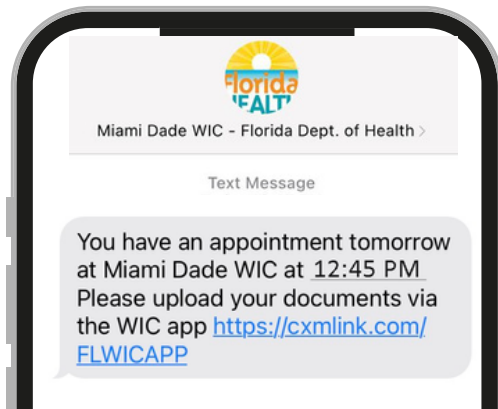 Florida
HEALTH
Miami Dade WIC - Florida Dept. of Health >
Text Message
You have an appointment tomorrow
at Miami Dade WIC at 12:45 PM
Please upload your documents via
the WIC app https://cxmlink.com/
FLWICAPP